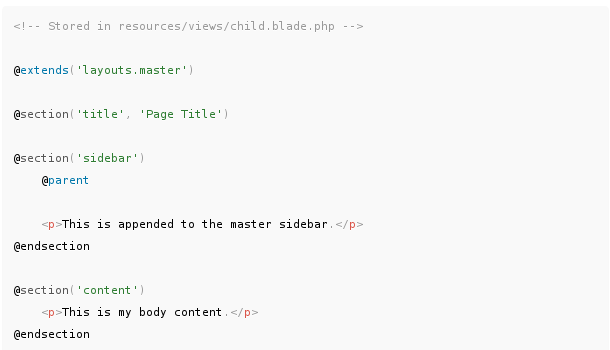 <!-- Stored in resources/views/child.blade.php -->
@extends('layouts.master')
@section('title', 'Page Title')
@section('sidebar')
@parent
<p>This is appended to the master sidebar.</p>
@endsection
@section('content')
<p>This is my body content.</p>
@endsection